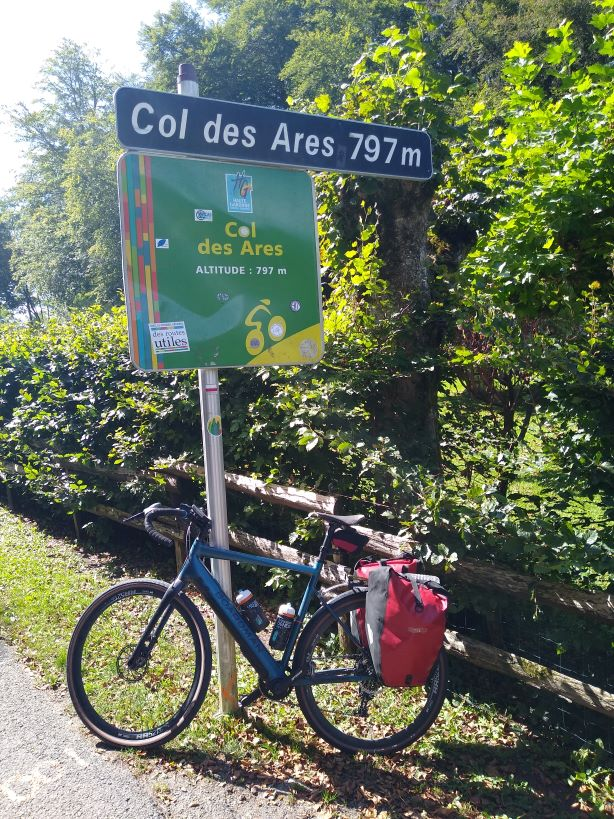 Col des Ares 797m
HAUTE
GARONNE
Col
des Ares
ALTITUDE : 797 m
des routes
utiles